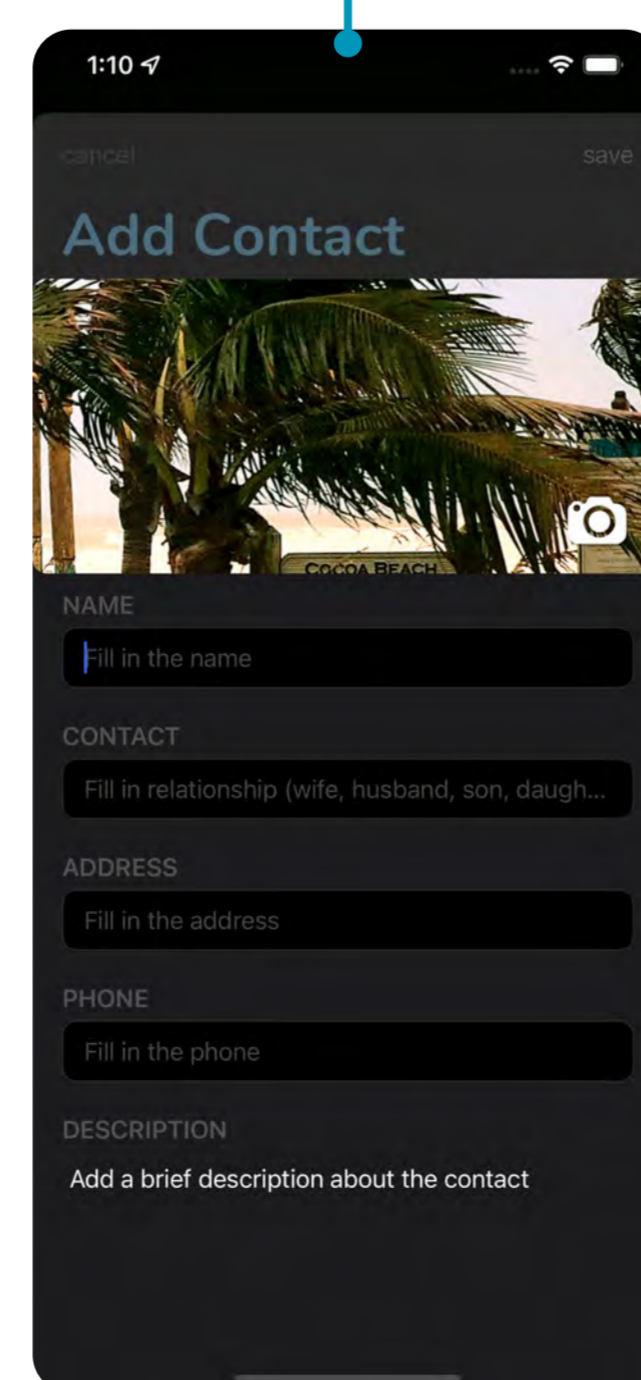 1:10
cancel
save
Add Contact
COCOA BEACH
NAME
Fill in the name
CONTACT
Fill in relationship (wife, husband, son, daugh...
ADDRESS
Fill in the address
PHONE
Fill in the phone
DESCRIPTION
Add a brief description about the contact